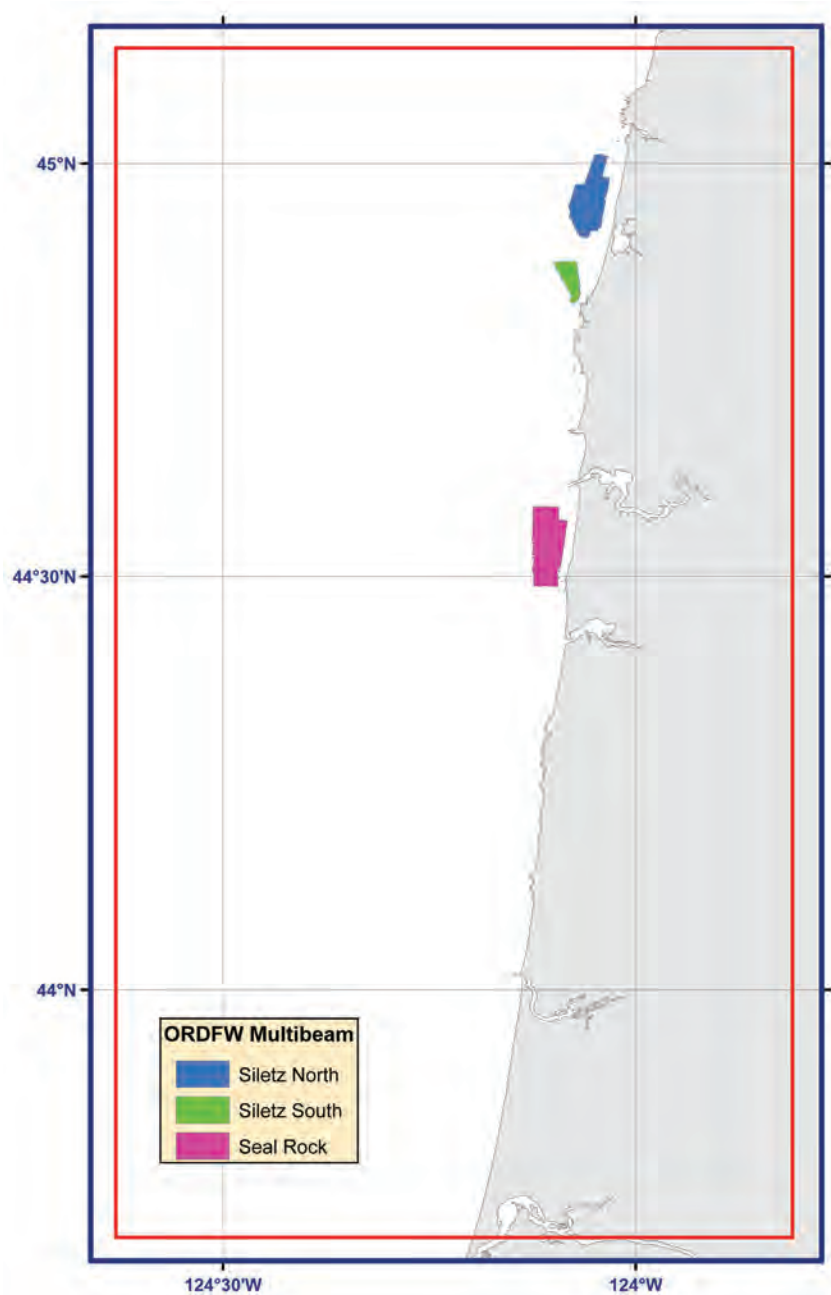 45°N
44°30'N
44°N
ORDFW Multibeam
Siletz North
Siletz South
Seal Rock
124°30'W
124°W